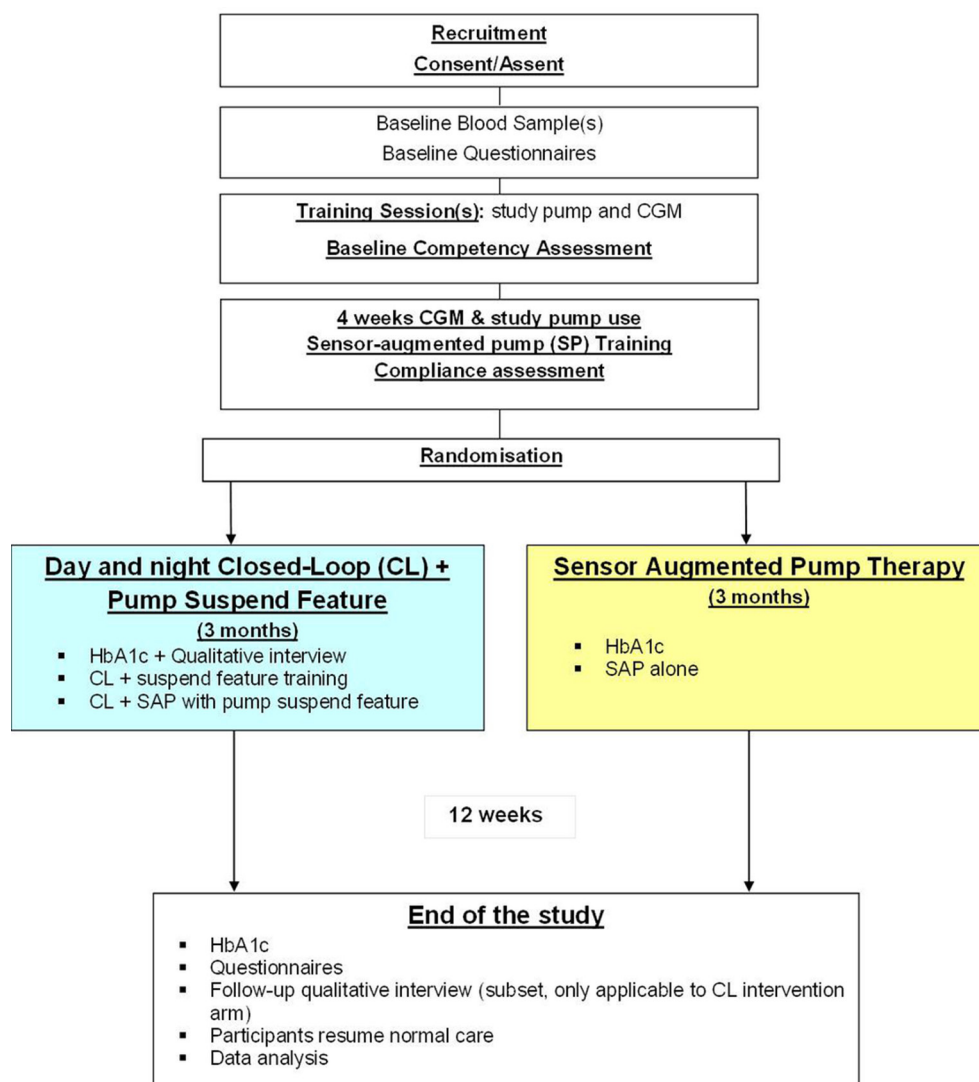 Recruitment
Consent/Assent
Baseline Blood Sample(s)
Baseline Questionnaires
Training Session(s): study pump and CGM
Baseline Competency Assessment
4 weeks CGM & study pump use
Sensor-augmented pump (SP) Training
Compliance assessment
Randomisation
Day and night Closed-Loop (CL) +
Pump Suspend Feature
(3 months)
▪ HbA1c + Qualitative interview
▪ CL + suspend feature training
▪ CL + SAP with pump suspend feature
Sensor Augmented Pump Therapy
(3 months)
▪ HbA1c
▪ SAP alone
12 weeks
End of the study
▪ HbA1c
▪ Questionnaires
▪ Follow-up qualitative interview (subset, only applicable to CL intervention
arm)
▪ Participants resume normal care
▪ Data analysis